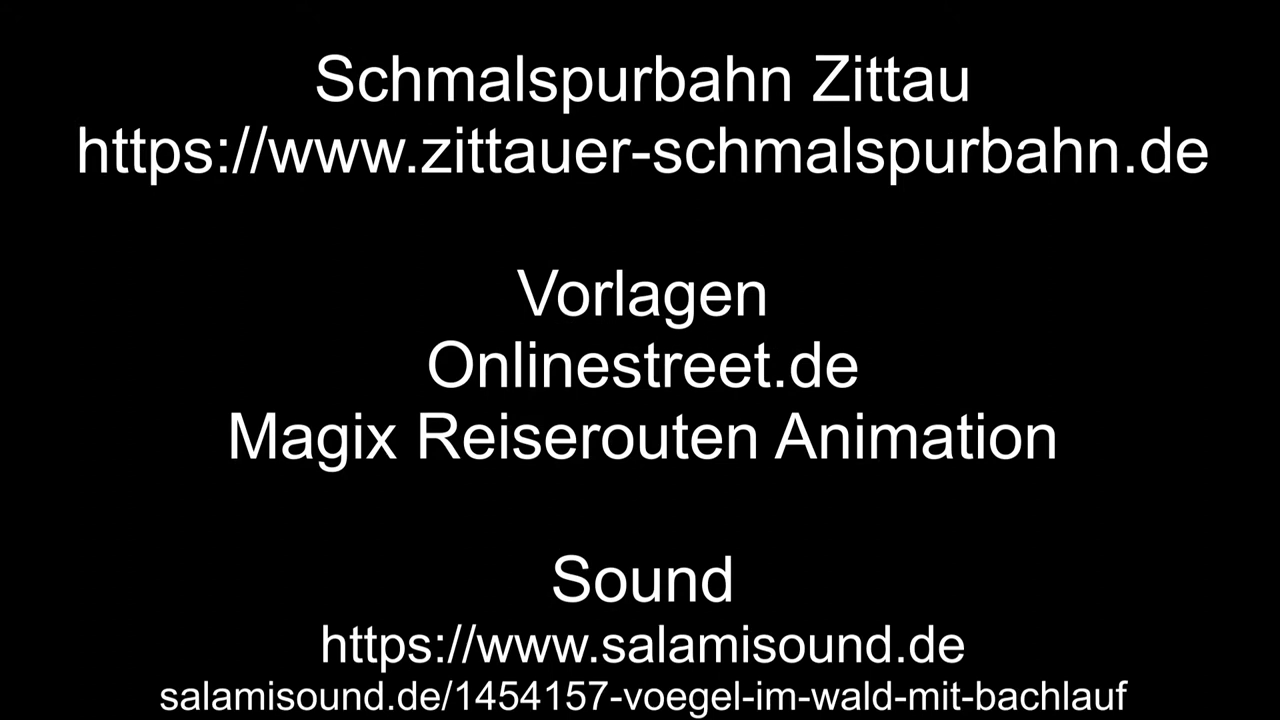 Schmalspurbahn Zittau
https://www.zittauer-schmalspurbahn.de
Vorlagen
Onlinestreet.de
Magix Reiserouten Animation
Sound
https://www.salamisound.de
salamisound.de/1454157-voegel-im-wald-mit-bachlauf